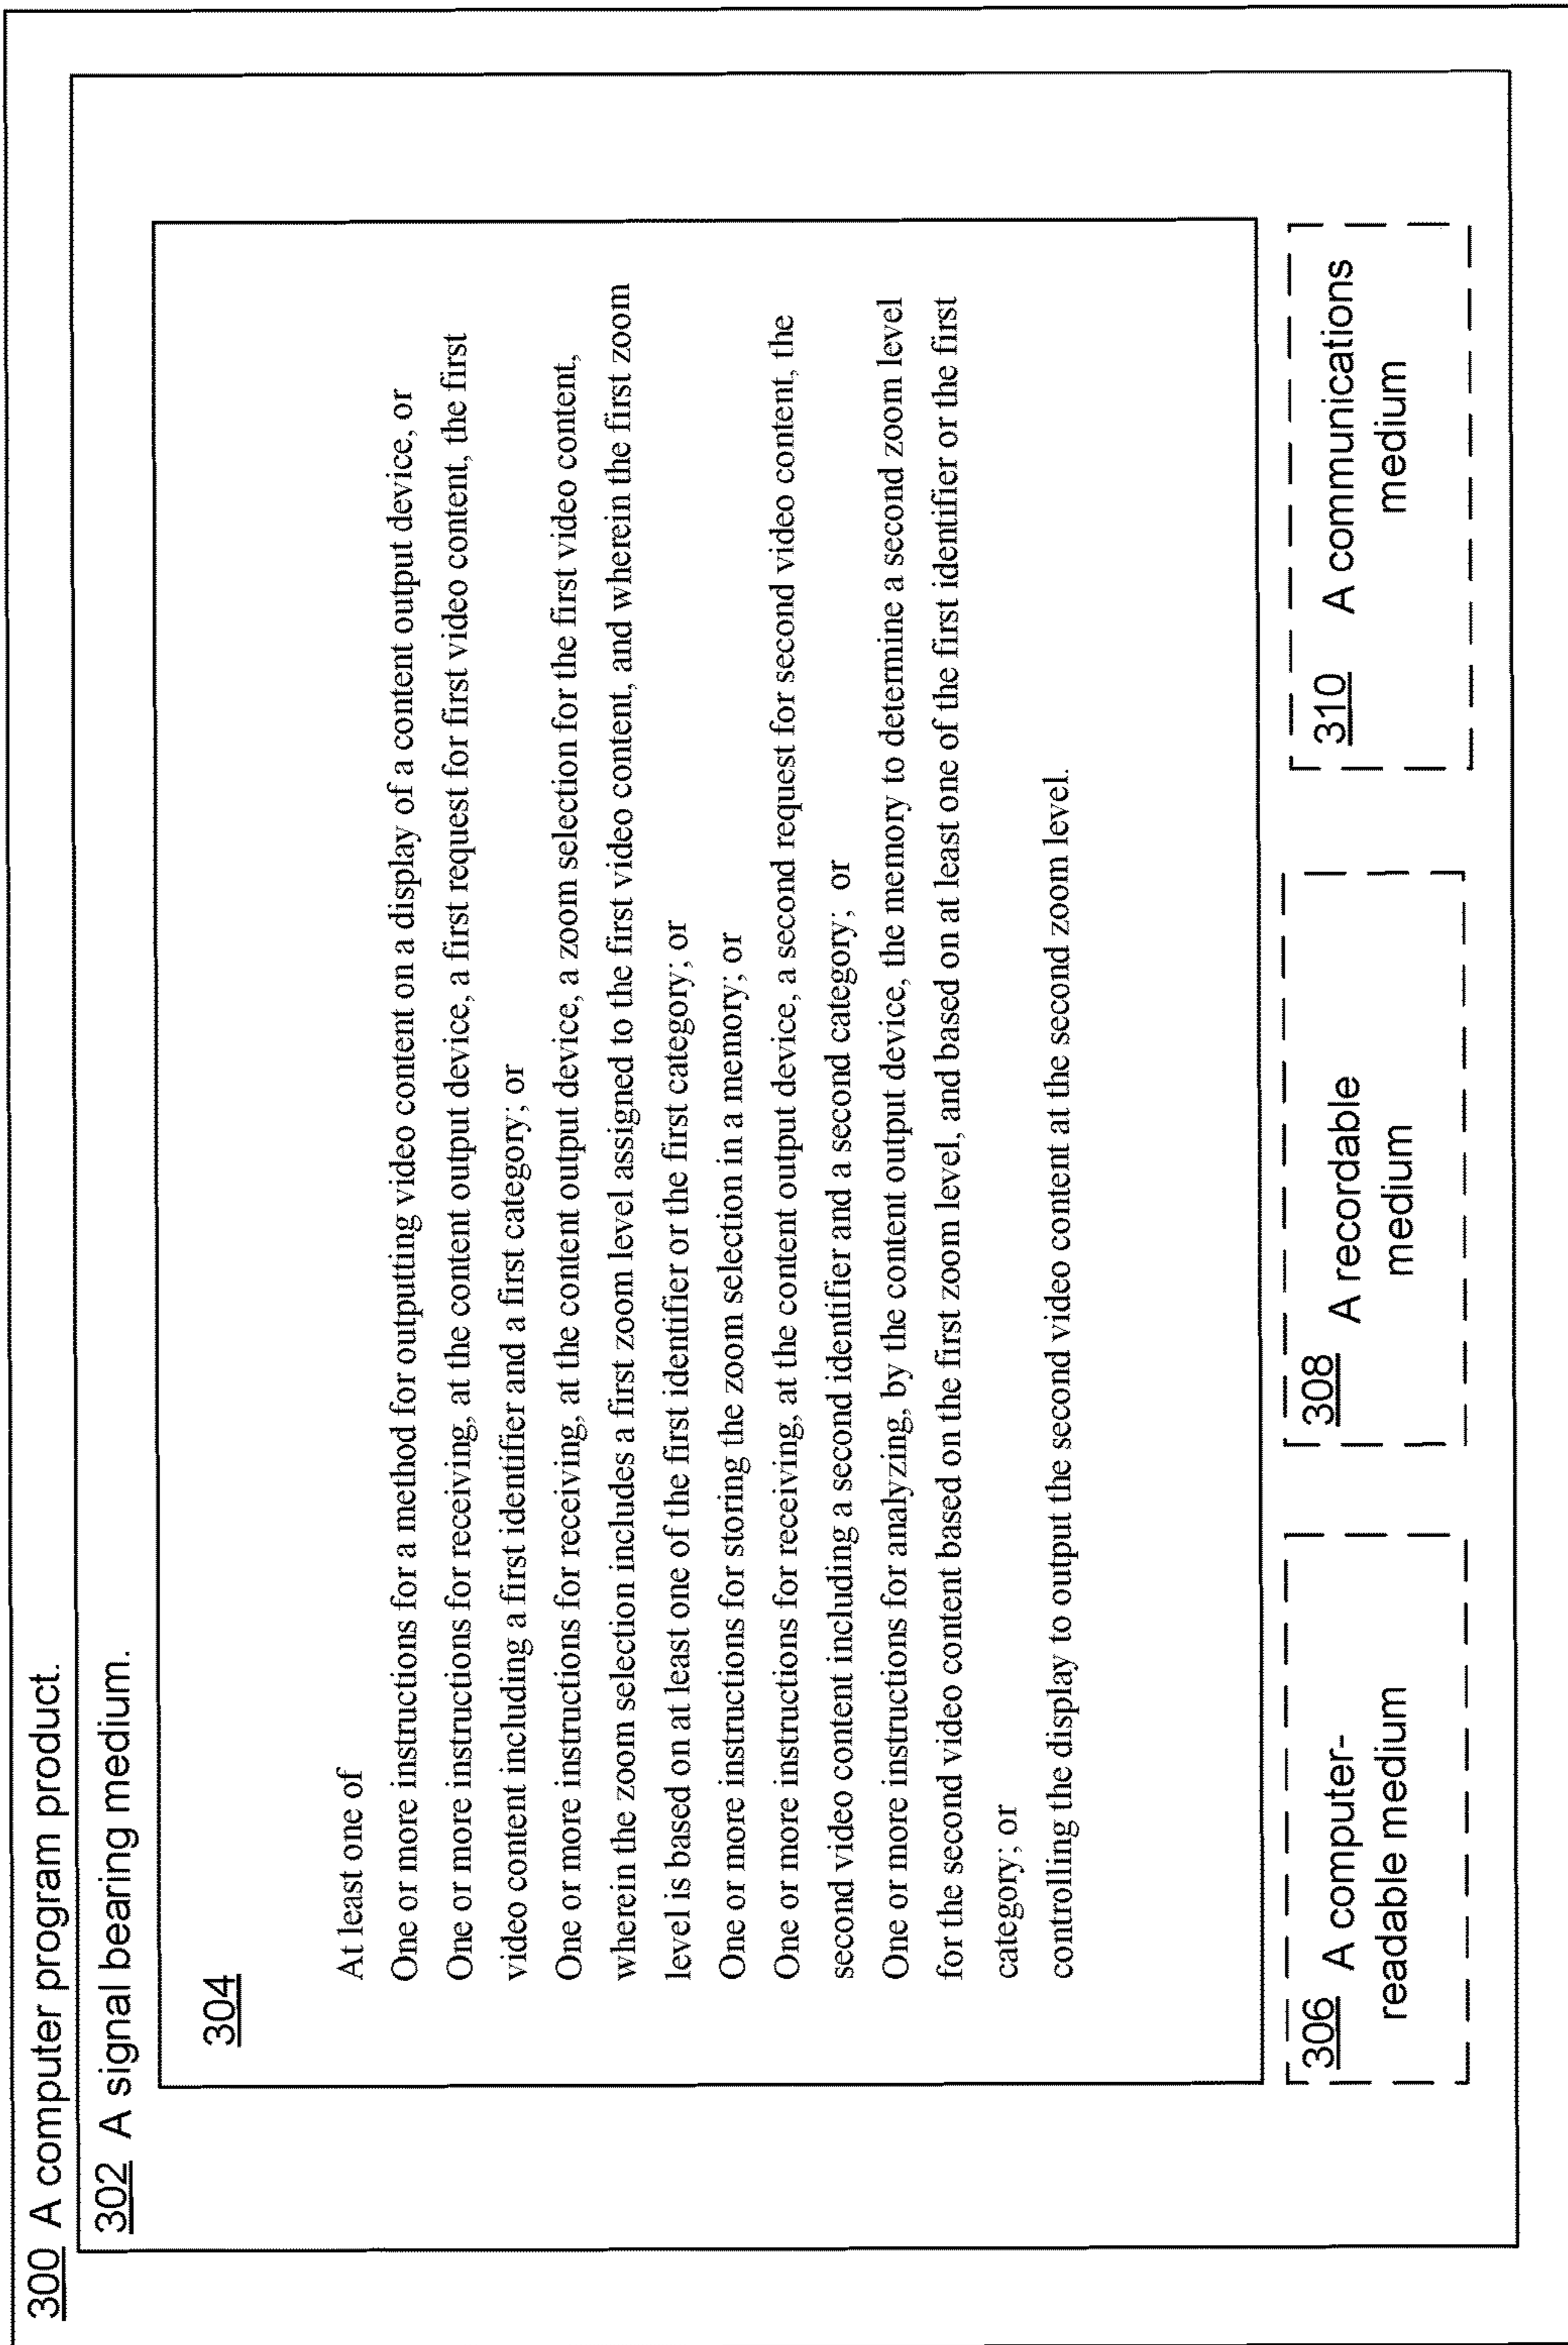 300 A computer program product.
302 A signal bearing medium.
304
At least one of
One or more instructions for a method for outputting video content on a display of a content output device, or
One or more instructions for receiving, at the content output device, a first request for first video content, the first
video content including a first identifier and a first category; or
One or more instructions for receiving, at the content output device, a zoom selection for the first video content,
wherein the zoom selection includes a first zoom level assigned to the first video content, and wherein the first zoom
level is based on at least one of the first identifier or the first category; or
One or more instructions for storing the zoom selection in a memory; or
One or more instructions for receiving, at the content output device, a second request for second video content, the
second video content including a second identifier and a second category; or
One or more instructions for analyzing, by the content output device, the memory to determine a second zoom level
for the second video content based on the first zoom level, and based on at least one of the first identifier or the first
category; or
controlling the display to output the second video content at the second zoom level.
306 A computer-
readable medium
308 A recordable
medium
310 A communications
medium